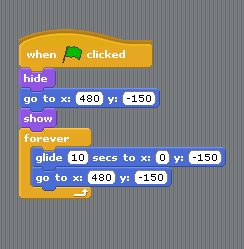 when clicked
hide
go to x: 480 y: -150
show
forever
glide 10 secs to x: 0 y: -150
go to x: 480 y: -150